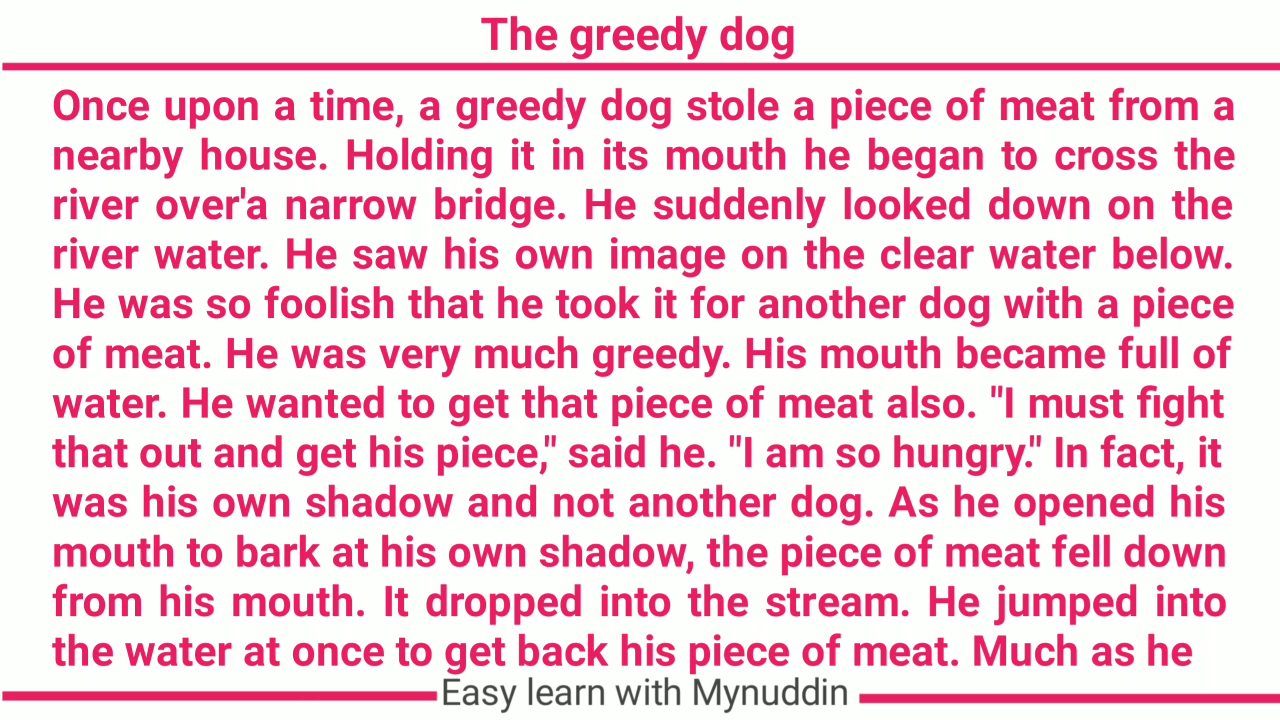 The greedy dog
Once upon a time, a greedy dog stole a piece of meat from a
nearby house. Holding it in its mouth he began to cross the
river over'a narrow bridge. He suddenly looked down on the
river water. He saw his own image on the clear water below.
He was so foolish that he took it for another dog with a piece
of meat. He was very much greedy. His mouth became full of
water. He wanted to get that piece of meat also. "I must fight
that out and get his piece," said he. "I am so hungry." In fact, it
was his own shadow and not another dog. As he opened his
mouth to bark at his own shadow, the piece of meat fell down
from his mouth. It dropped into the stream. He jumped into
the water at once to get back his piece of meat. Much as he
Easy learn with Mynuddin